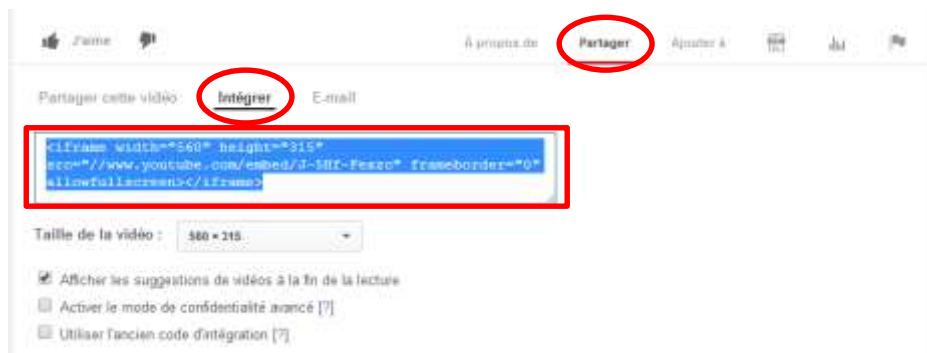 J'aime
À propos de Partager Ajouter à
Partager cette vidéo Intégrer E-mail
<iframe width="560" height="315"
src="//www.youtube.com/embed/ frameborder="0"
allowfullscreen></iframe>
Taille de la vidéo : 560 × 315
Afficher les suggestions de vidéos à la fin de la lecture
Activer le mode de confidentialité avancé [?]
Utiliser l'ancien code d'intégration [?]